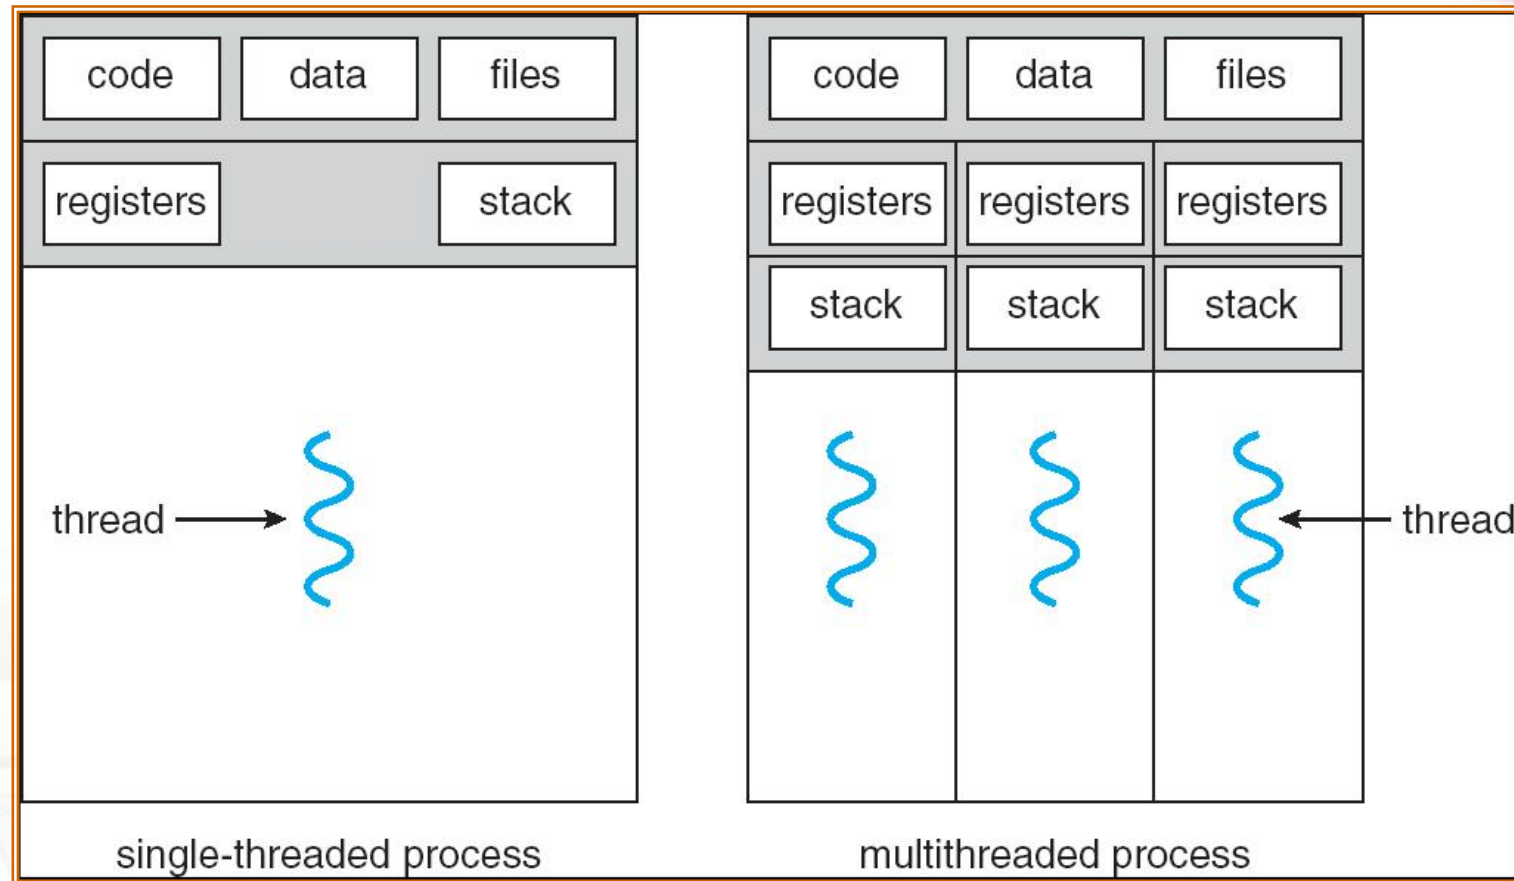 code data files
registers stack
thread
single-threaded process
code data files
registers registers registers
stack stack stack
thread
multithreaded process